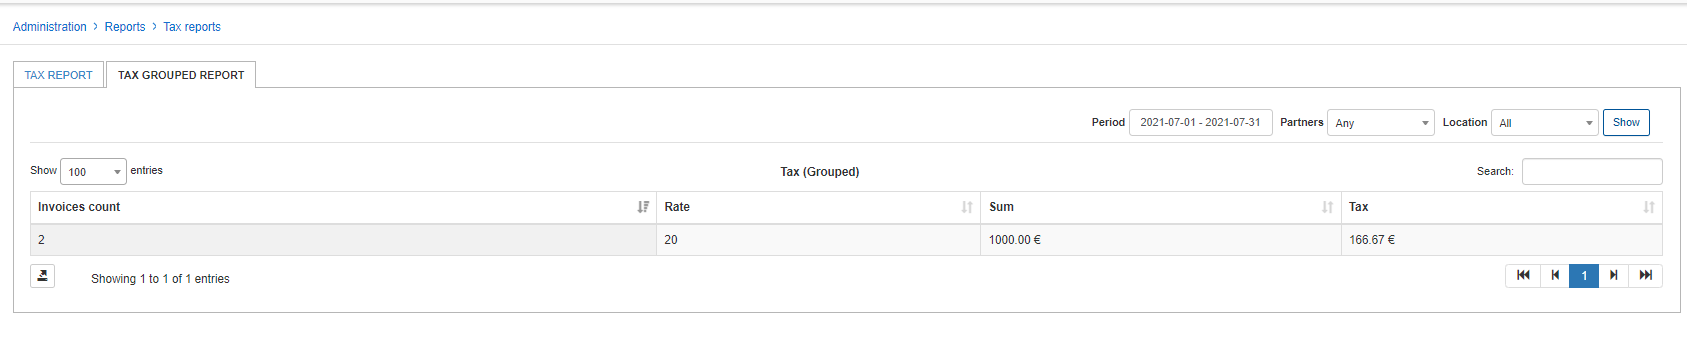 Administration > Reports > Tax reports
TAX REPORT TAX GROUPED REPORT
Period 2021-07-01 - 2021-07-31 Partners Any Location All Show
Show 100 entries Tax (Grouped) Search:
Invoices count Rate Sum Tax
2 20 1000.00 € 166.67 €
Showing 1 to 1 of 1 entries 1